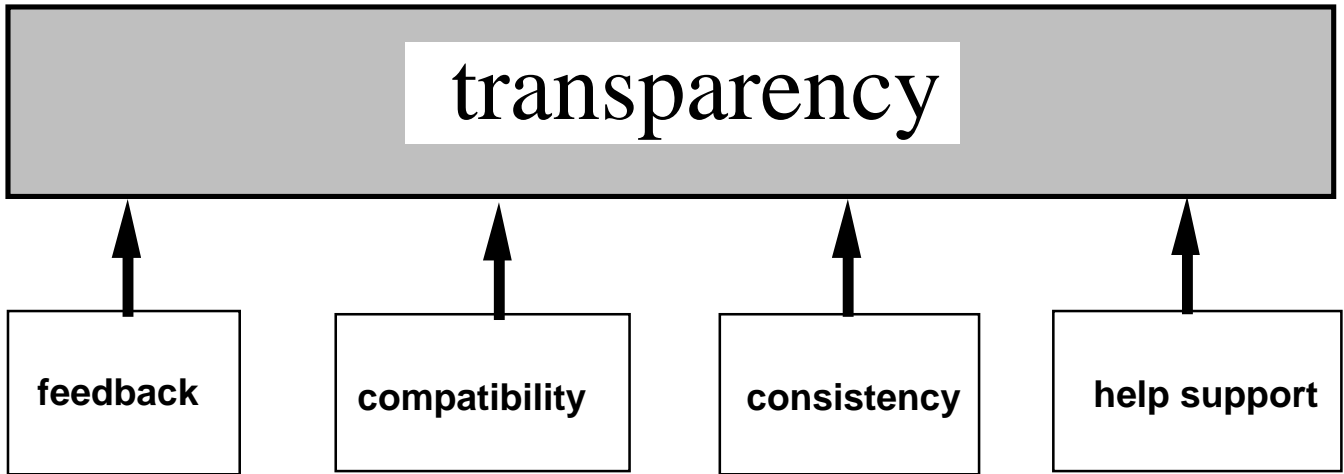 transparency
feedback
compatibility
consistency
help support